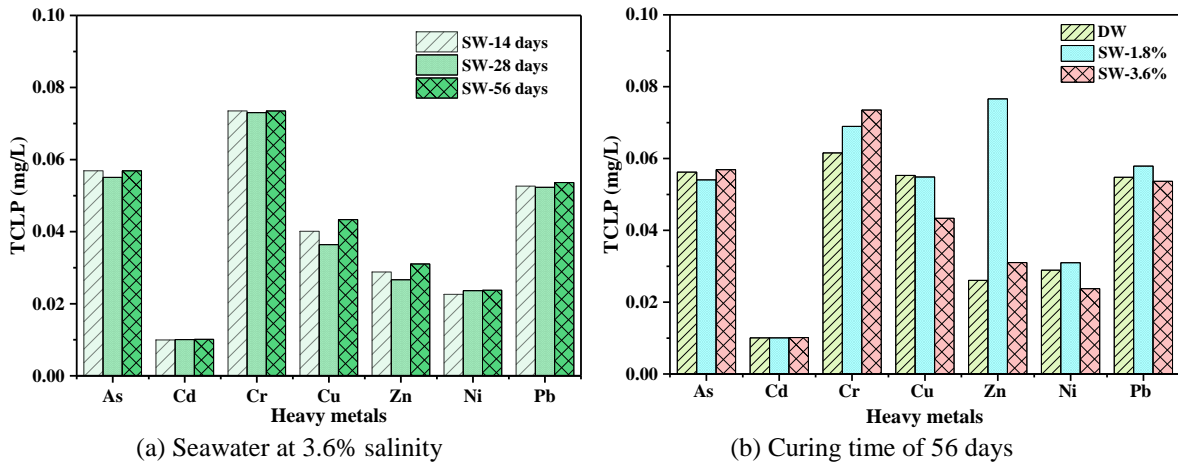 0.10
0.08
0.06
0.04
0.02
0.00
TCLP (mg/L)
SW-14 days
SW-28 days
SW-56 days
As Cd Cr Cu Zn Ni Pb
Heavy metals
(a) Seawater at 3.6% salinity
0.10
0.08
0.06
0.04
0.02
0.00
TCLP (mg/L)
DW
SW-1.8%
SW-3.6%
As Cd Cr Cu Zn Ni Pb
Heavy metals
(b) Curing time of 56 days